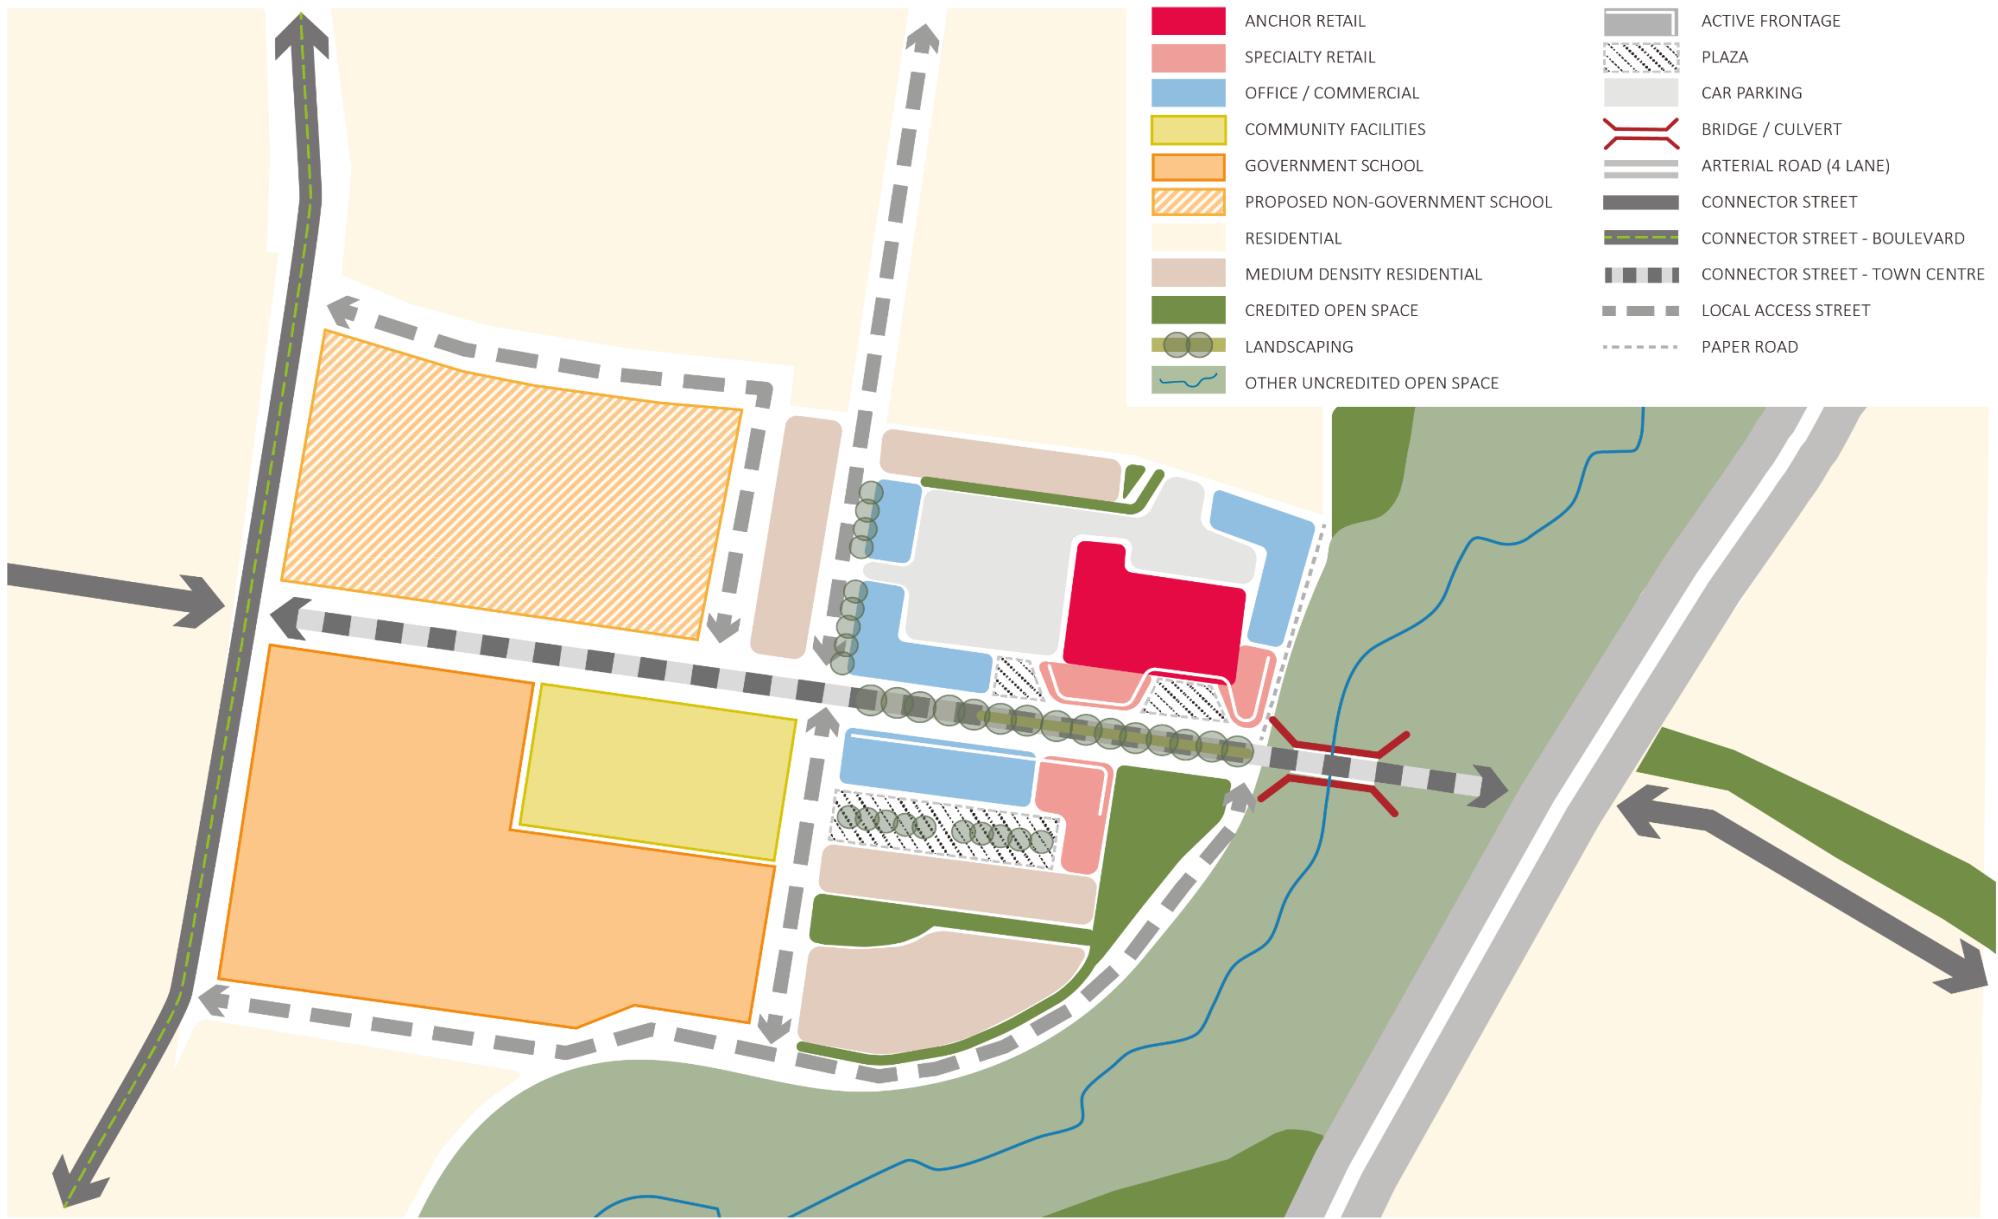 ANCHOR RETAIL
SPECIALTY RETAIL
OFFICE / COMMERCIAL
COMMUNITY FACILITIES
GOVERNMENT SCHOOL
PROPOSED NON-GOVERNMENT SCHOOL
RESIDENTIAL
MEDIUM DENSITY RESIDENTIAL
CREDITED OPEN SPACE
LANDSCAPING
OTHER UNCREDITED OPEN SPACE
ACTIVE FRONTAGE
PLAZA
CAR PARKING
BRIDGE / CULVERT
ARTERIAL ROAD (4 LANE)
CONNECTOR STREET
CONNECTOR STREET - BOULEVARD
CONNECTOR STREET - TOWN CENTRE
LOCAL ACCESS STREET
PAPER ROAD